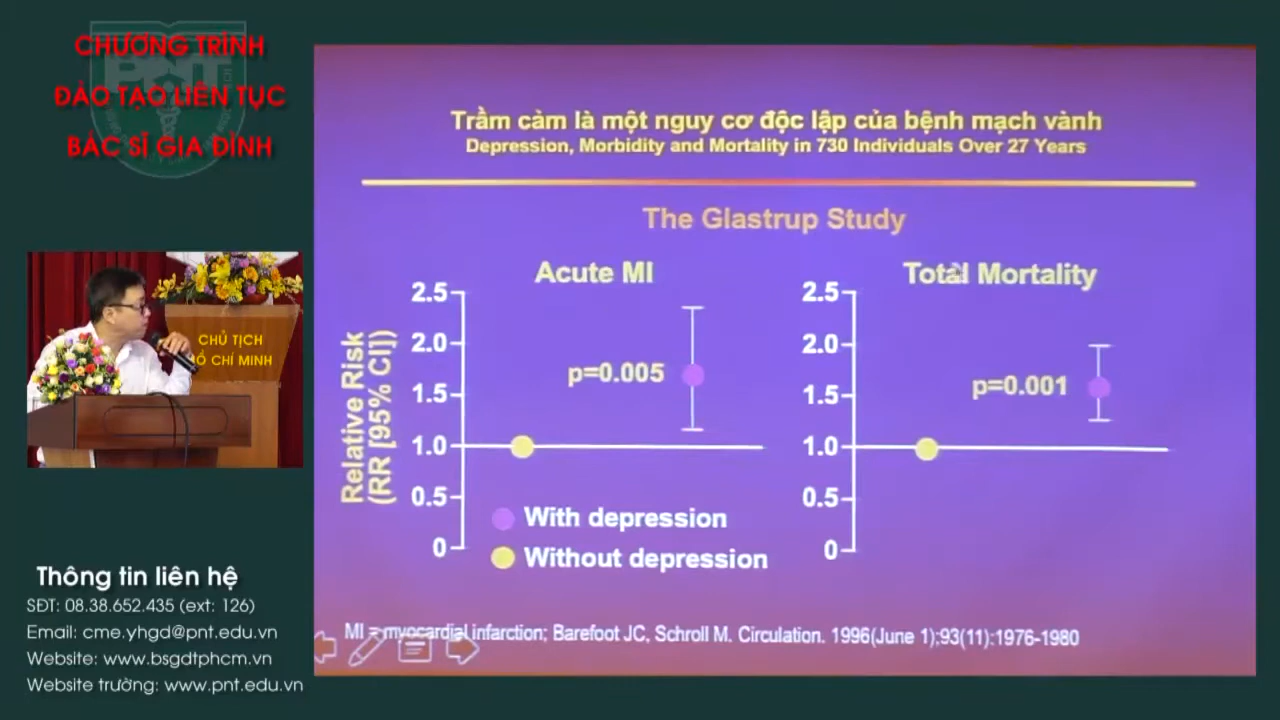 CHƯƠNG TRÌNH
ĐÀO TẠO LIÊN TỤC
BÁC SĨ GIA ĐÌNH
PNT
CHỦ TỊCH
HỒ CHÍ MINH
Thông tin liên hệ
SĐT: 08.38.652.435 (ext: 126)
Email: cme.yhgd@pnt.edu.vn
Website: www.bsgdtphcm.vn
Website trường: www.pnt.edu.vn
Trầm cảm là một nguy cơ độc lập của bệnh mạch vành
Depression, Morbidity and Mortality in 730 Individuals Over 27 Years
The Glastrup Study
Acute MI
Relative Risk
(RR [95% CI])
2.5
2.0
1.5
1.0
0.5
0
p=0.005
With depression
Without depression
Total Mortality
2.5
2.0
1.5
1.0
0.5
0
p=0.001
MI = myocardial infarction; Barefoot JC, Schroll M. Circulation. 1996(June 1);93(11):1976-1980